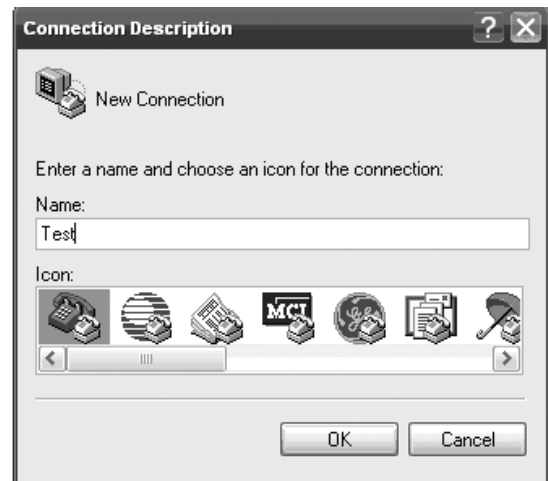 Connection Description
New Connection
Enter a name and choose an icon for the connection:
Name:
Test
Icon:
MCI
OK Cancel